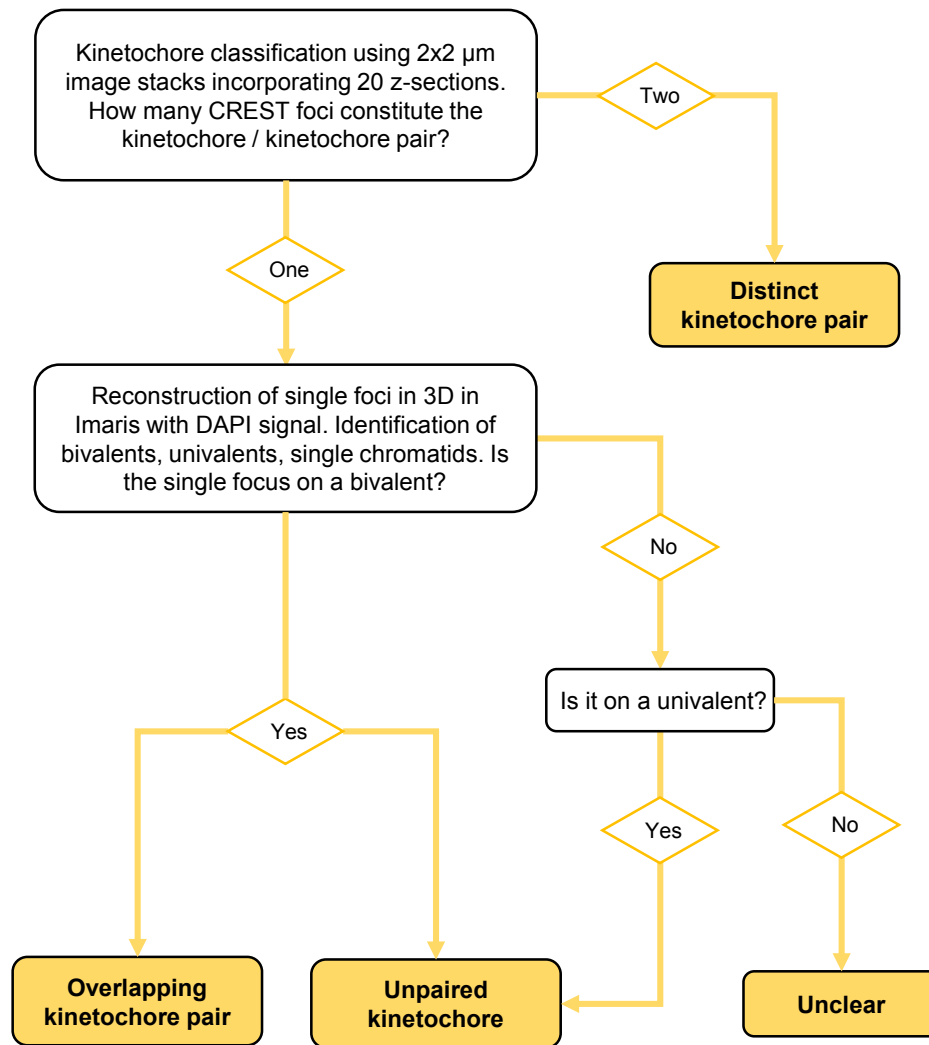 Kinetochore classification using 2x2 µm
image stacks incorporating 20 z-sections.
How many CREST foci constitute the
kinetochore / kinetochore pair?
Two
One
Distinct
kinetochore pair
Reconstruction of single foci in 3D in
Imaris with DAPI signal. Identification of
bivalents, univalents, single chromatids. Is
the single focus on a bivalent?
No
Is it on a univalent?
Yes
Yes
No
Overlapping
kinetochore pair
Unpaired
kinetochore
Unclear